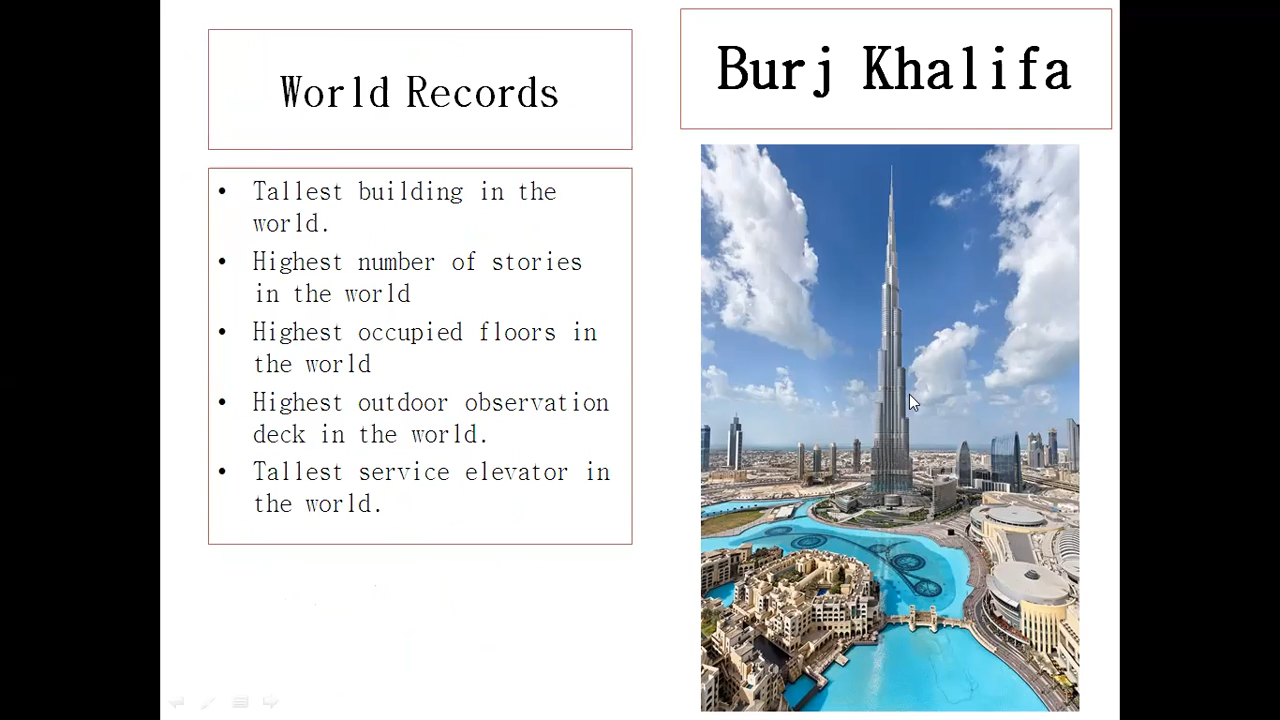 World Records
• Tallest building in the
world.
• Highest number of stories
in the world
• Highest occupied floors in
the world
• Highest outdoor observation
deck in the world.
• Tallest service elevator in
the world.
Burj Khalifa